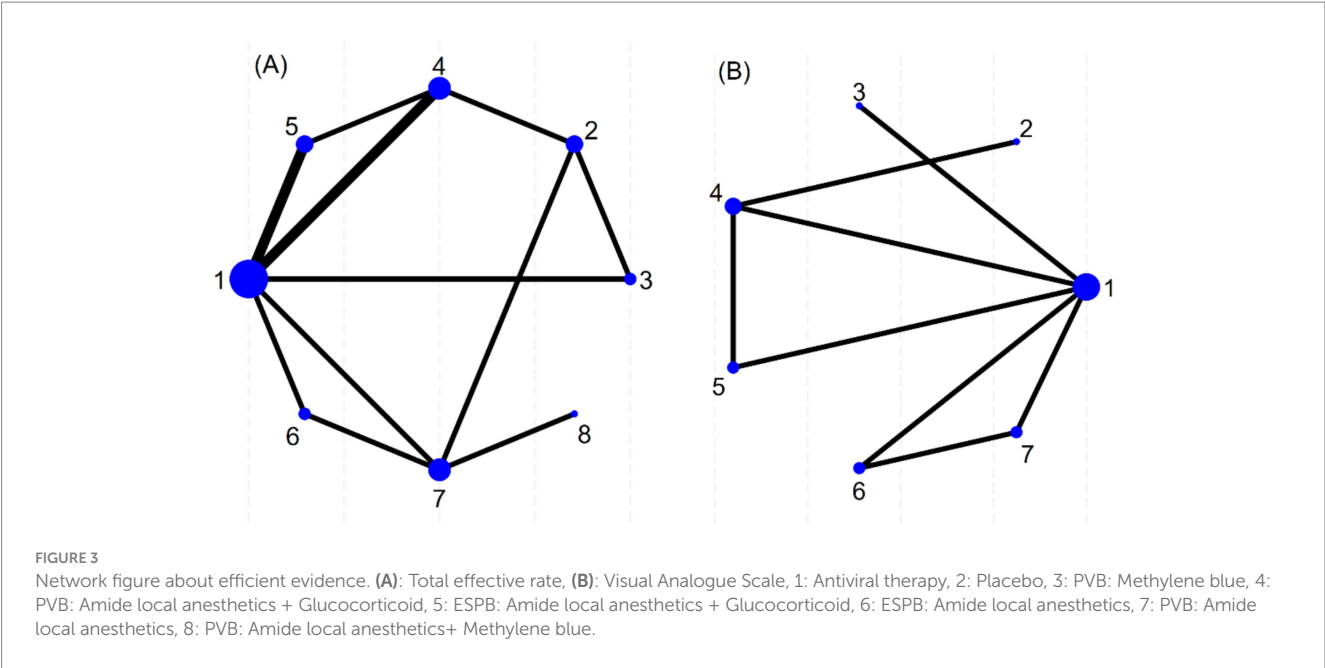 (A)
4
5
2
1
3
6
8
7
(B)
3
2
4
1
5
7
6
FIGURE 3
Network figure about efficient evidence. (A): Total effective rate, (B): Visual Analogue Scale, 1: Antiviral therapy, 2: Placebo, 3: PVB: Methylene blue, 4:
PVB: Amide local anesthetics + Glucocorticoid, 5: ESPB: Amide local anesthetics + Glucocorticoid, 6: ESPB: Amide local anesthetics, 7: PVB: Amide
local anesthetics, 8: PVB: Amide local anesthetics+ Methylene blue.